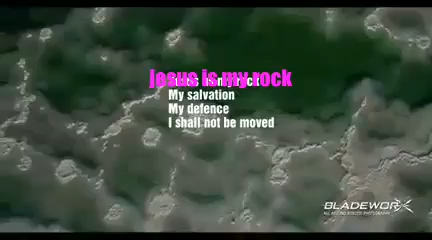 jesus is my rock
My salvation
My defence
I shall not be moved
BLADEWORX